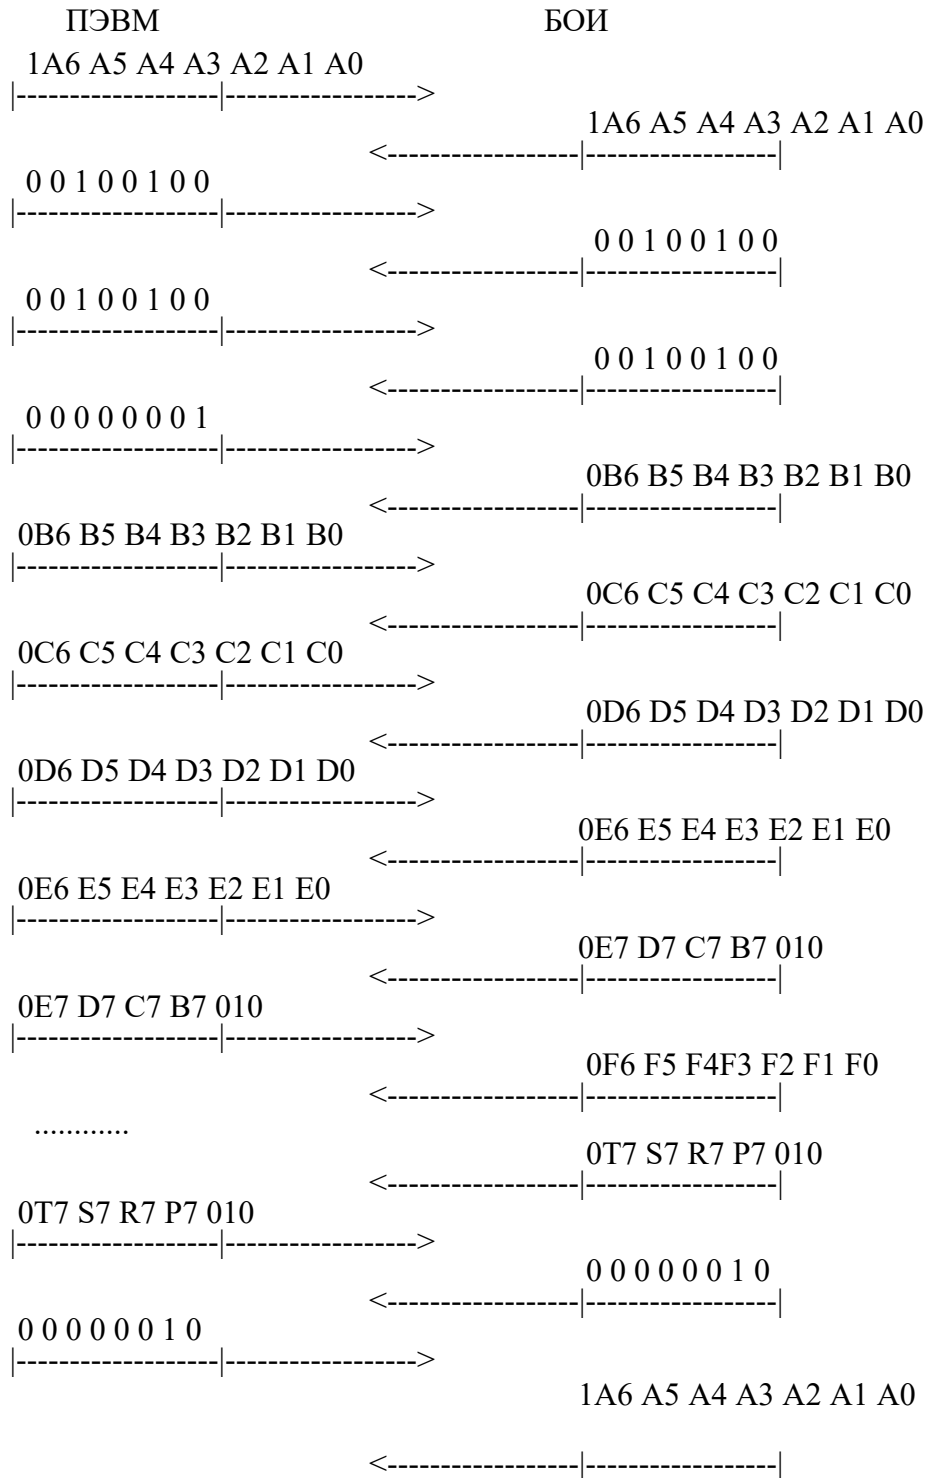 ПЭВМ БОИ
1A6 A5 A4 A3 A2 A1 A0
|-------------------|------------------>
1A6 A5 A4 A3 A2 A1 A0
<------------------|------------------|
0 0 1 0 0 1 0 0
|-------------------|------------------>
0 0 1 0 0 1 0 0
<------------------|------------------|
0 0 1 0 0 1 0 0
|-------------------|------------------>
0 0 1 0 0 1 0 0
<------------------|------------------|
0 0 0 0 0 0 0 1
|-------------------|------------------>
0B6 B5 B4 B3 B2 B1 B0
<------------------|------------------|
0B6 B5 B4 B3 B2 B1 B0
|-------------------|------------------>
0C6 C5 C4 C3 C2 C1 C0
<------------------|------------------|
0C6 C5 C4 C3 C2 C1 C0
|-------------------|------------------>
0D6 D5 D4 D3 D2 D1 D0
<------------------|------------------|
0D6 D5 D4 D3 D2 D1 D0
|-------------------|------------------>
0E6 E5 E4 E3 E2 E1 E0
<------------------|------------------|
0E6 E5 E4 E3 E2 E1 E0
|-------------------|------------------>
0E7 D7 C7 B7 010
<------------------|------------------|
0E7 D7 C7 B7 010
|-------------------|------------------>
0F6 F5 F4F3 F2 F1 F0
<------------------|------------------|
............
0T7 S7 R7 P7 010
<------------------|------------------|
0T7 S7 R7 P7 010
|-------------------|------------------>
0 0 0 0 0 0 1 0
<------------------|------------------|
0 0 0 0 0 0 1 0
|-------------------|------------------>
1A6 A5 A4 A3 A2 A1 A0
<------------------|------------------|